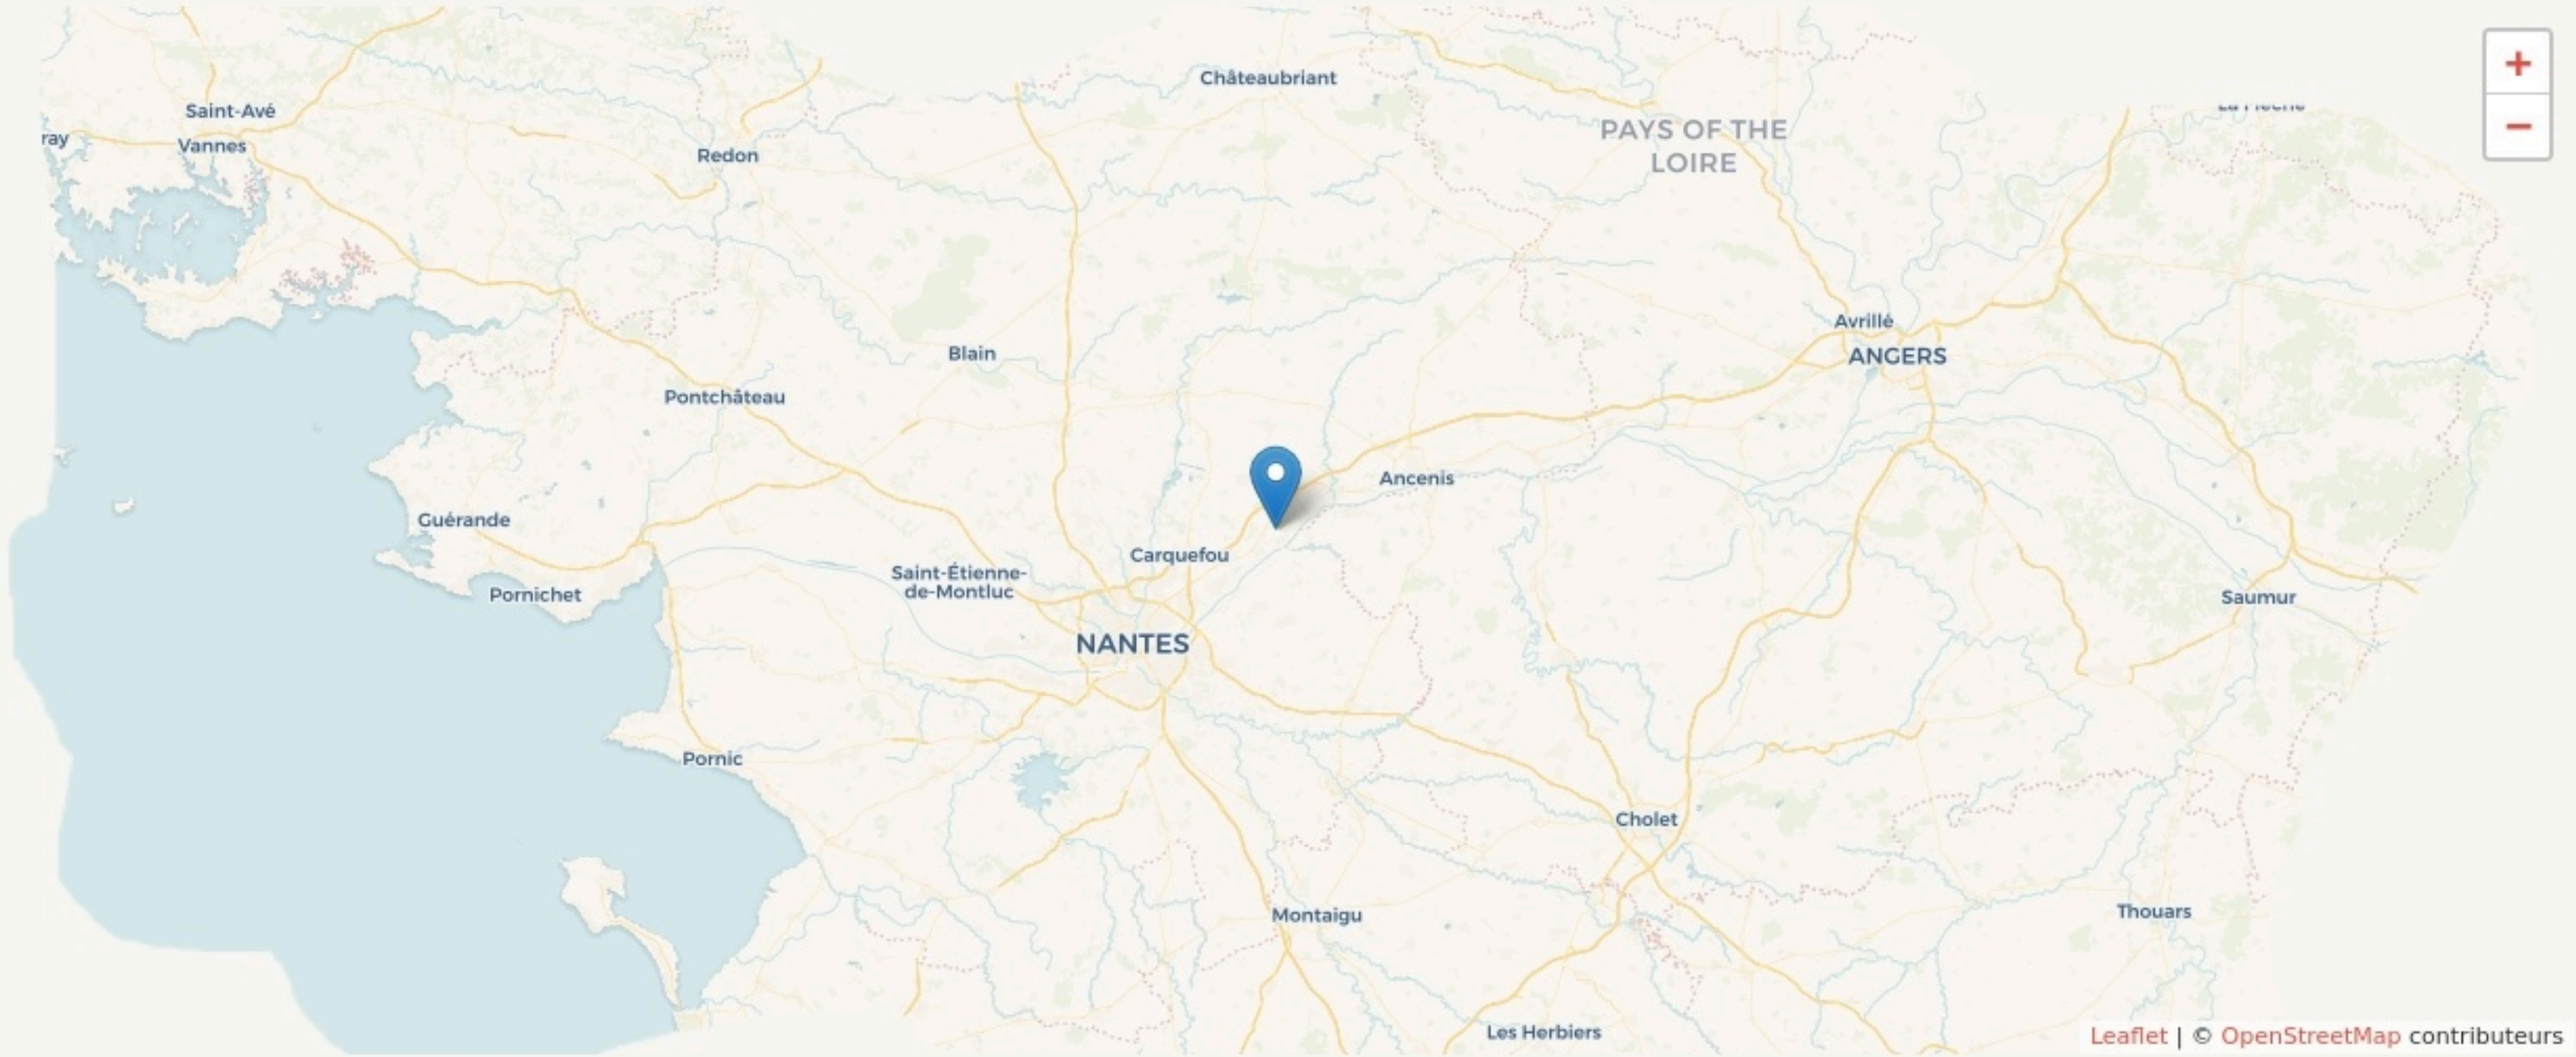 Châteaubriant
+
Saint-Avé
PAYS OF THE
LOIRE
−
ray
Vannes
Redon
Avrillé
ANGERS
Blain
Pontchâteau
Ancenis
Guérande
Carquefou
Saint-Étienne-
de-Montluc
Pornichet
Saumur
NANTES
Pornic
Cholet
Montaigu
Thouars
Les Herbiers
Leaflet | © OpenStreetMap contributeurs